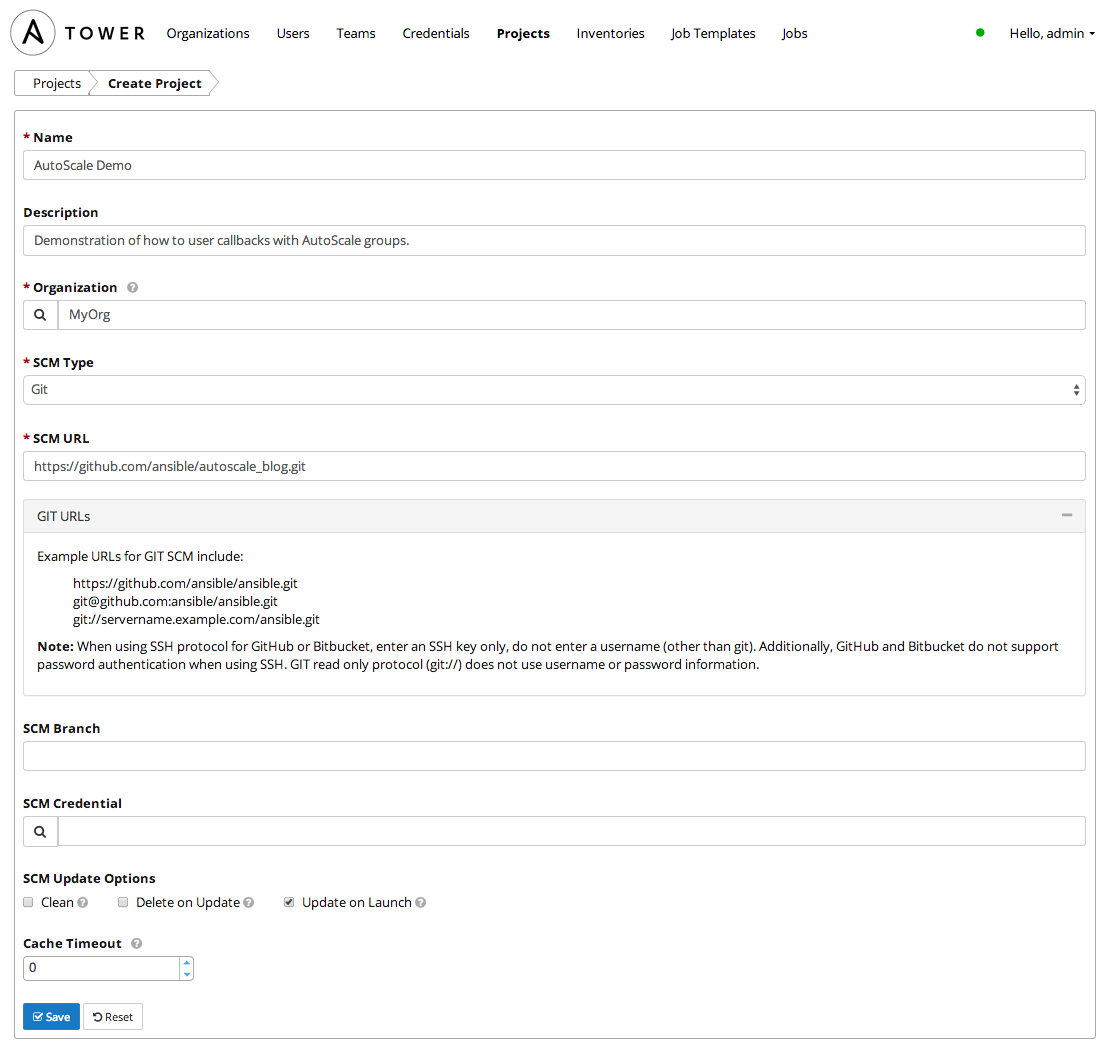 TOWER Organizations Users Teams Credentials Projects Inventories Job Templates Jobs Hello, admin
Projects Create Project
* Name
AutoScale Demo
Description
Demonstration of how to user callbacks with AutoScale groups.
* Organization ?
MyOrg
* SCM Type
Git
* SCM URL
https://github.com/ansible/autoscale_blog.git
GIT URLs
Example URLs for GIT SCM include:
https://github.com/ansible/ansible.git
git@github.com:ansible/ansible.git
git://servername.example.com/ansible.git
Note: When using SSH protocol for GitHub or Bitbucket, enter an SSH key only, do not enter a username (other than git). Additionally, GitHub and Bitbucket do not support
password authentication when using SSH. GIT read only protocol (git://) does not use username or password information.
SCM Branch
SCM Credential
SCM Update Options
Clean ? Delete on Update ? Update on Launch ?
Cache Timeout ?
0
Save Reset